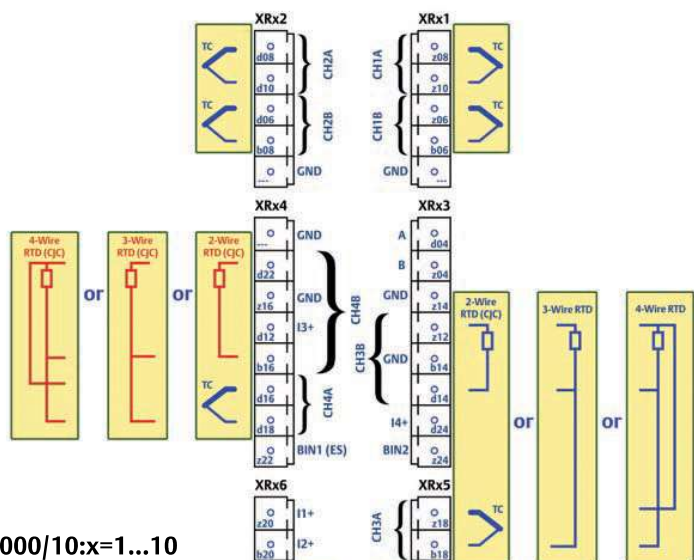 XRx2
XRx1
TC
d08
d10
CH2A
CH1A
z08
z10
TC
TC
d06
b08
CH2B
CH1B
z06
b06
TC
---
GND
GND
---
XRx4
XRx3
4-Wire
RTD (CJC)
or
3-Wire
RTD (CJC)
or
2-Wire
RTD (CJC)
TC
---
GND
d22
z16
GND
d12
I3+
b16
CH4B
d16
d18
CH4A
z22
BIN1 (ES)
A
d04
B
z04
GND
z14
z12
GND
b14
d14
CH3B
I4+
d24
BIN2
z24
2-Wire
RTD (CJC)
or
3-Wire RTD
or
4-Wire RTD
TC
XRx6
XRx5
z20
I1+
b20
I2+
CH3A
z18
b18
000/10:x=1...10